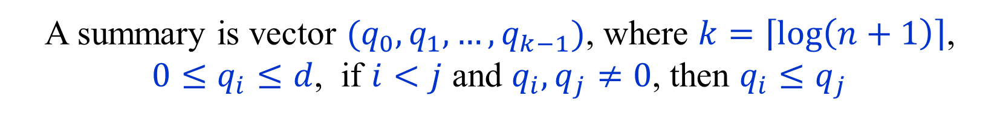 A summary is vector (q₀, q₁, … , qₖ₋₁), where k = ⌈log(n + 1)⌉,
0 ≤ qᵢ ≤ d, if i < j and qᵢ, qⱼ ≠ 0, then qᵢ ≤ qⱼ